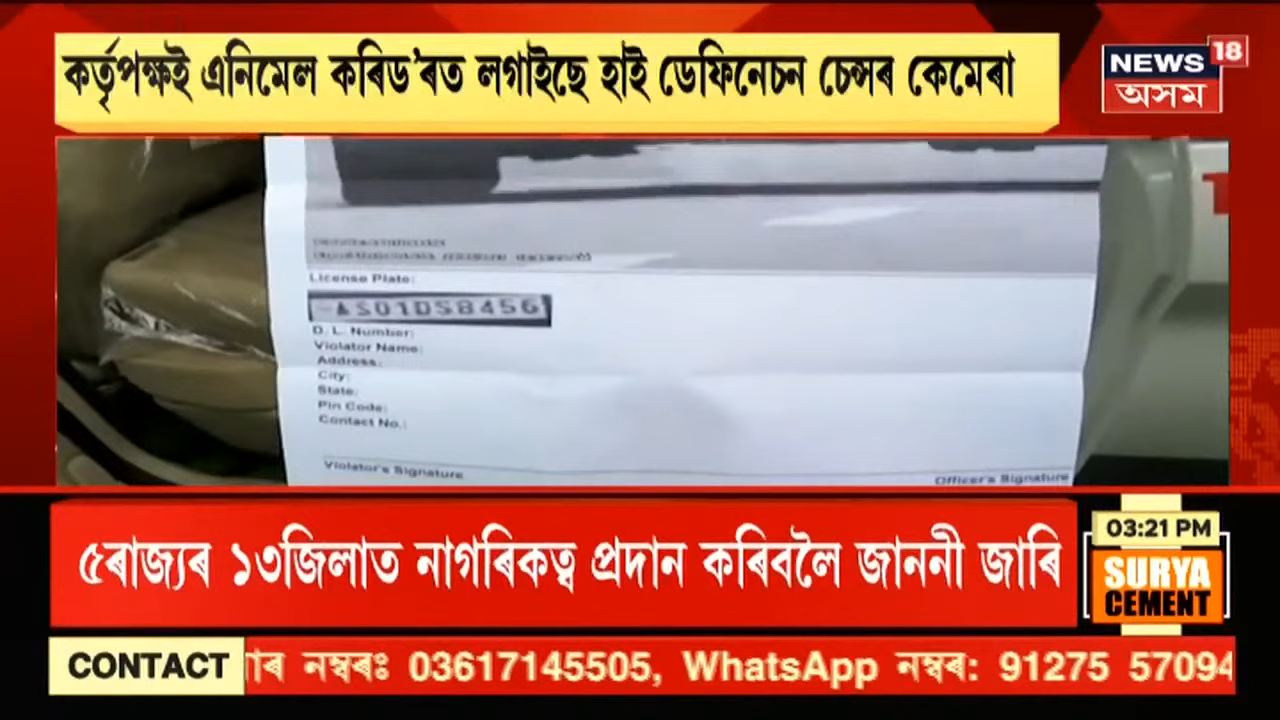 কৰ্তৃপক্ষই এনিমেল কৰিড'ৰত লগাইছে হাই ডেফিনেচন চেন্সৰ কেমেৰা
NEWS 18
অসম
License Plate:
AS01DS8456
D. L. Number:
Violator Name:
Address:
City:
State:
Pin Code:
Contact No.:
Violator's Signature
Officer's Signature
৫ৰাজ্যৰ ১৩জিলাত নাগৰিকত্ব প্ৰদান কৰিবলৈ জাননী জাৰি
03:21 PM
SURYA
CEMENT
CONTACT
নম্বৰঃ 03617145505, WhatsApp নম্বৰ: 91275 57094